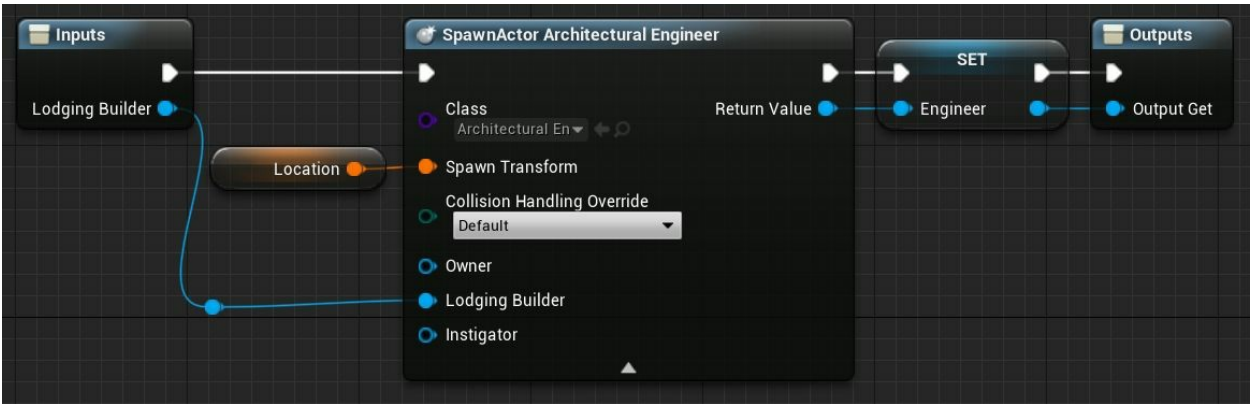 Inputs
Lodging Builder
Location
SpawnActor Architectural Engineer
Class
Architectural En
Return Value
Spawn Transform
Collision Handling Override
Default
Owner
Lodging Builder
Instigator
SET
Engineer
Outputs
Output Get